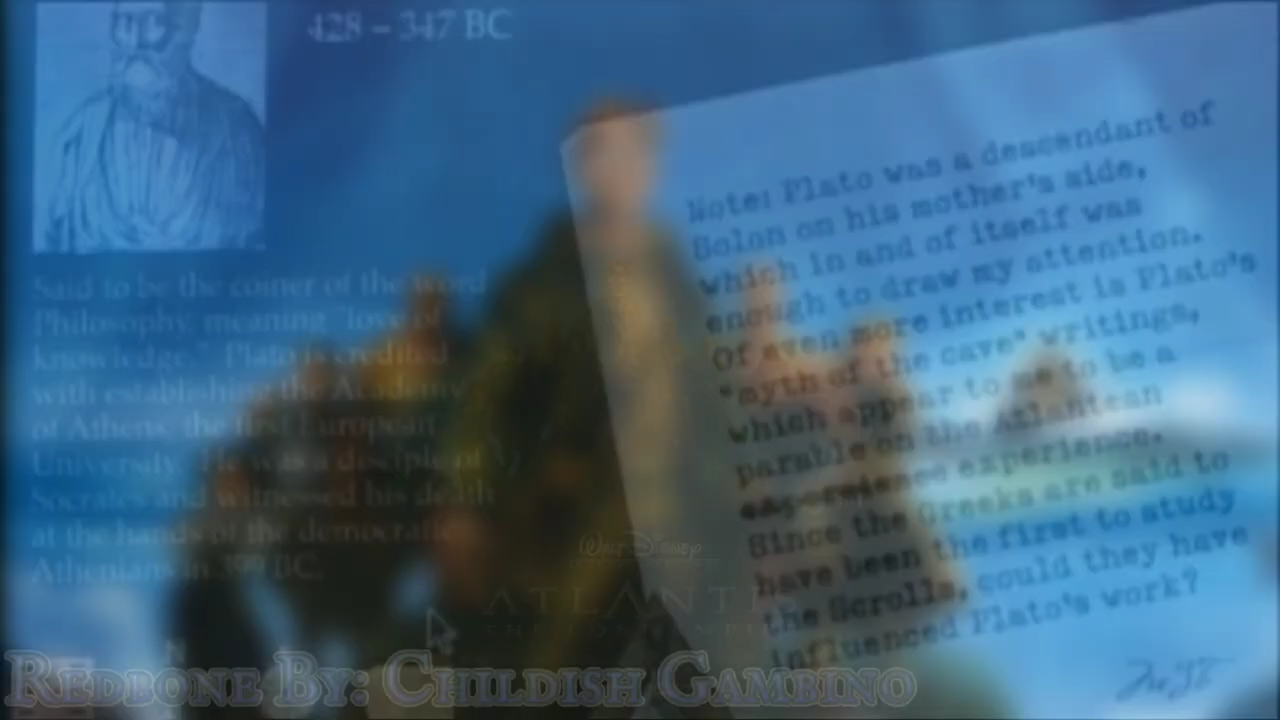 428 – 347 BC
Said to be the coiner of the word
Philosophy, meaning "love of
knowledge," Plato is credited
with establishing the Academy
of Athens, the first European
University. He was a disciple of
Socrates and witnessed his death
at the hands of the democratic
Athenians in 399 BC.
Note: Plato was a descendant of
Solon on his mother's side,
which in and of itself was
enough to draw my attention.
Of even more interest is Plato's
"myth of the cave" writings,
which appear to me to be a
parable on the Atlantean
experience.
Since the Greeks are said to
have been the first to study
the Scrolls, could they have
influenced Plato's work?
Walt Disney
ATLANTIS
Redbone By: Childish Gambino